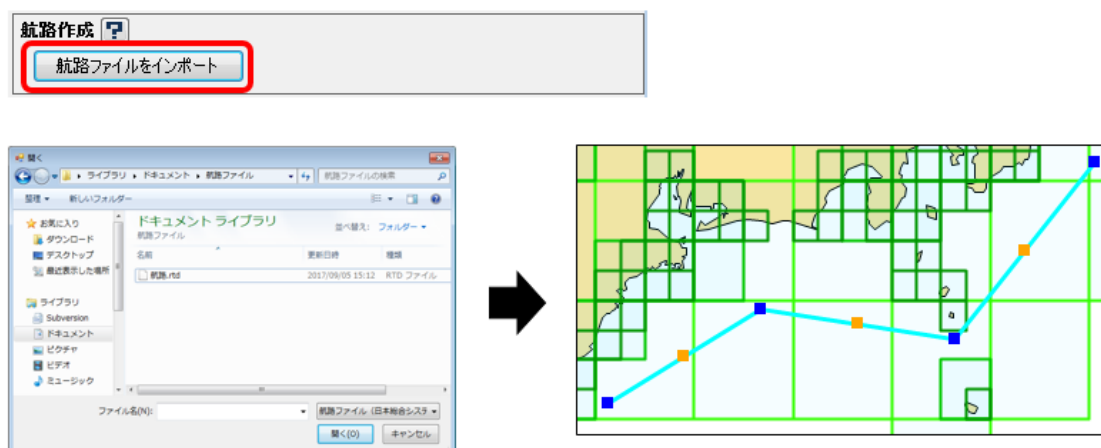 航路作成 ?
航路ファイルをインポート
開く
ライブラリ ▸ ドキュメント ▸ 航路ファイル
航路ファイルの検索
整理 ▾ 新しいフォルダー
お気に入り
ダウンロード
デスクトップ
最近表示した場所
ライブラリ
Subversion
ドキュメント
ピクチャ
ビデオ
ミュージック
ドキュメント ライブラリ
航路ファイル
並べ替え: フォルダー ▾
名前 更新日時 種類
航路.rtd 2017/09/05 15:12 RTD ファイル
ファイル名(N): 航路ファイル (日本総合システ
開く(O) キャンセル